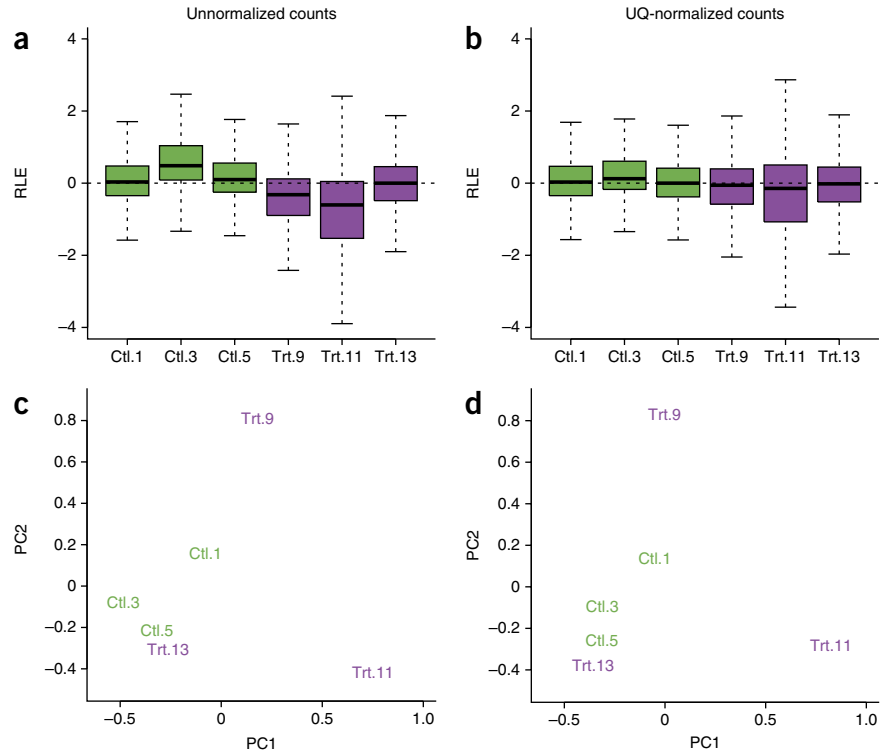 Unnormalized counts
UQ-normalized counts
a
b
4
2
0
−2
−4
RLE
4
2
0
−2
−4
RLE
Ctl.1 Ctl.3 Ctl.5 Trt.9 Trt.11 Trt.13
Ctl.1 Ctl.3 Ctl.5 Trt.9 Trt.11 Trt.13
c
d
0.8
0.6
0.4
0.2
0
−0.2
−0.4
PC2
Trt.9
Ctl.1
Ctl.3
Ctl.5
Trt.13
Trt.11
−0.5 0 0.5 1.0
PC1
0.8
0.6
0.4
0.2
0
−0.2
−0.4
PC2
Trt.9
Ctl.1
Ctl.3
Ctl.5
Trt.13
Trt.11
−0.5 0 0.5 1.0
PC1